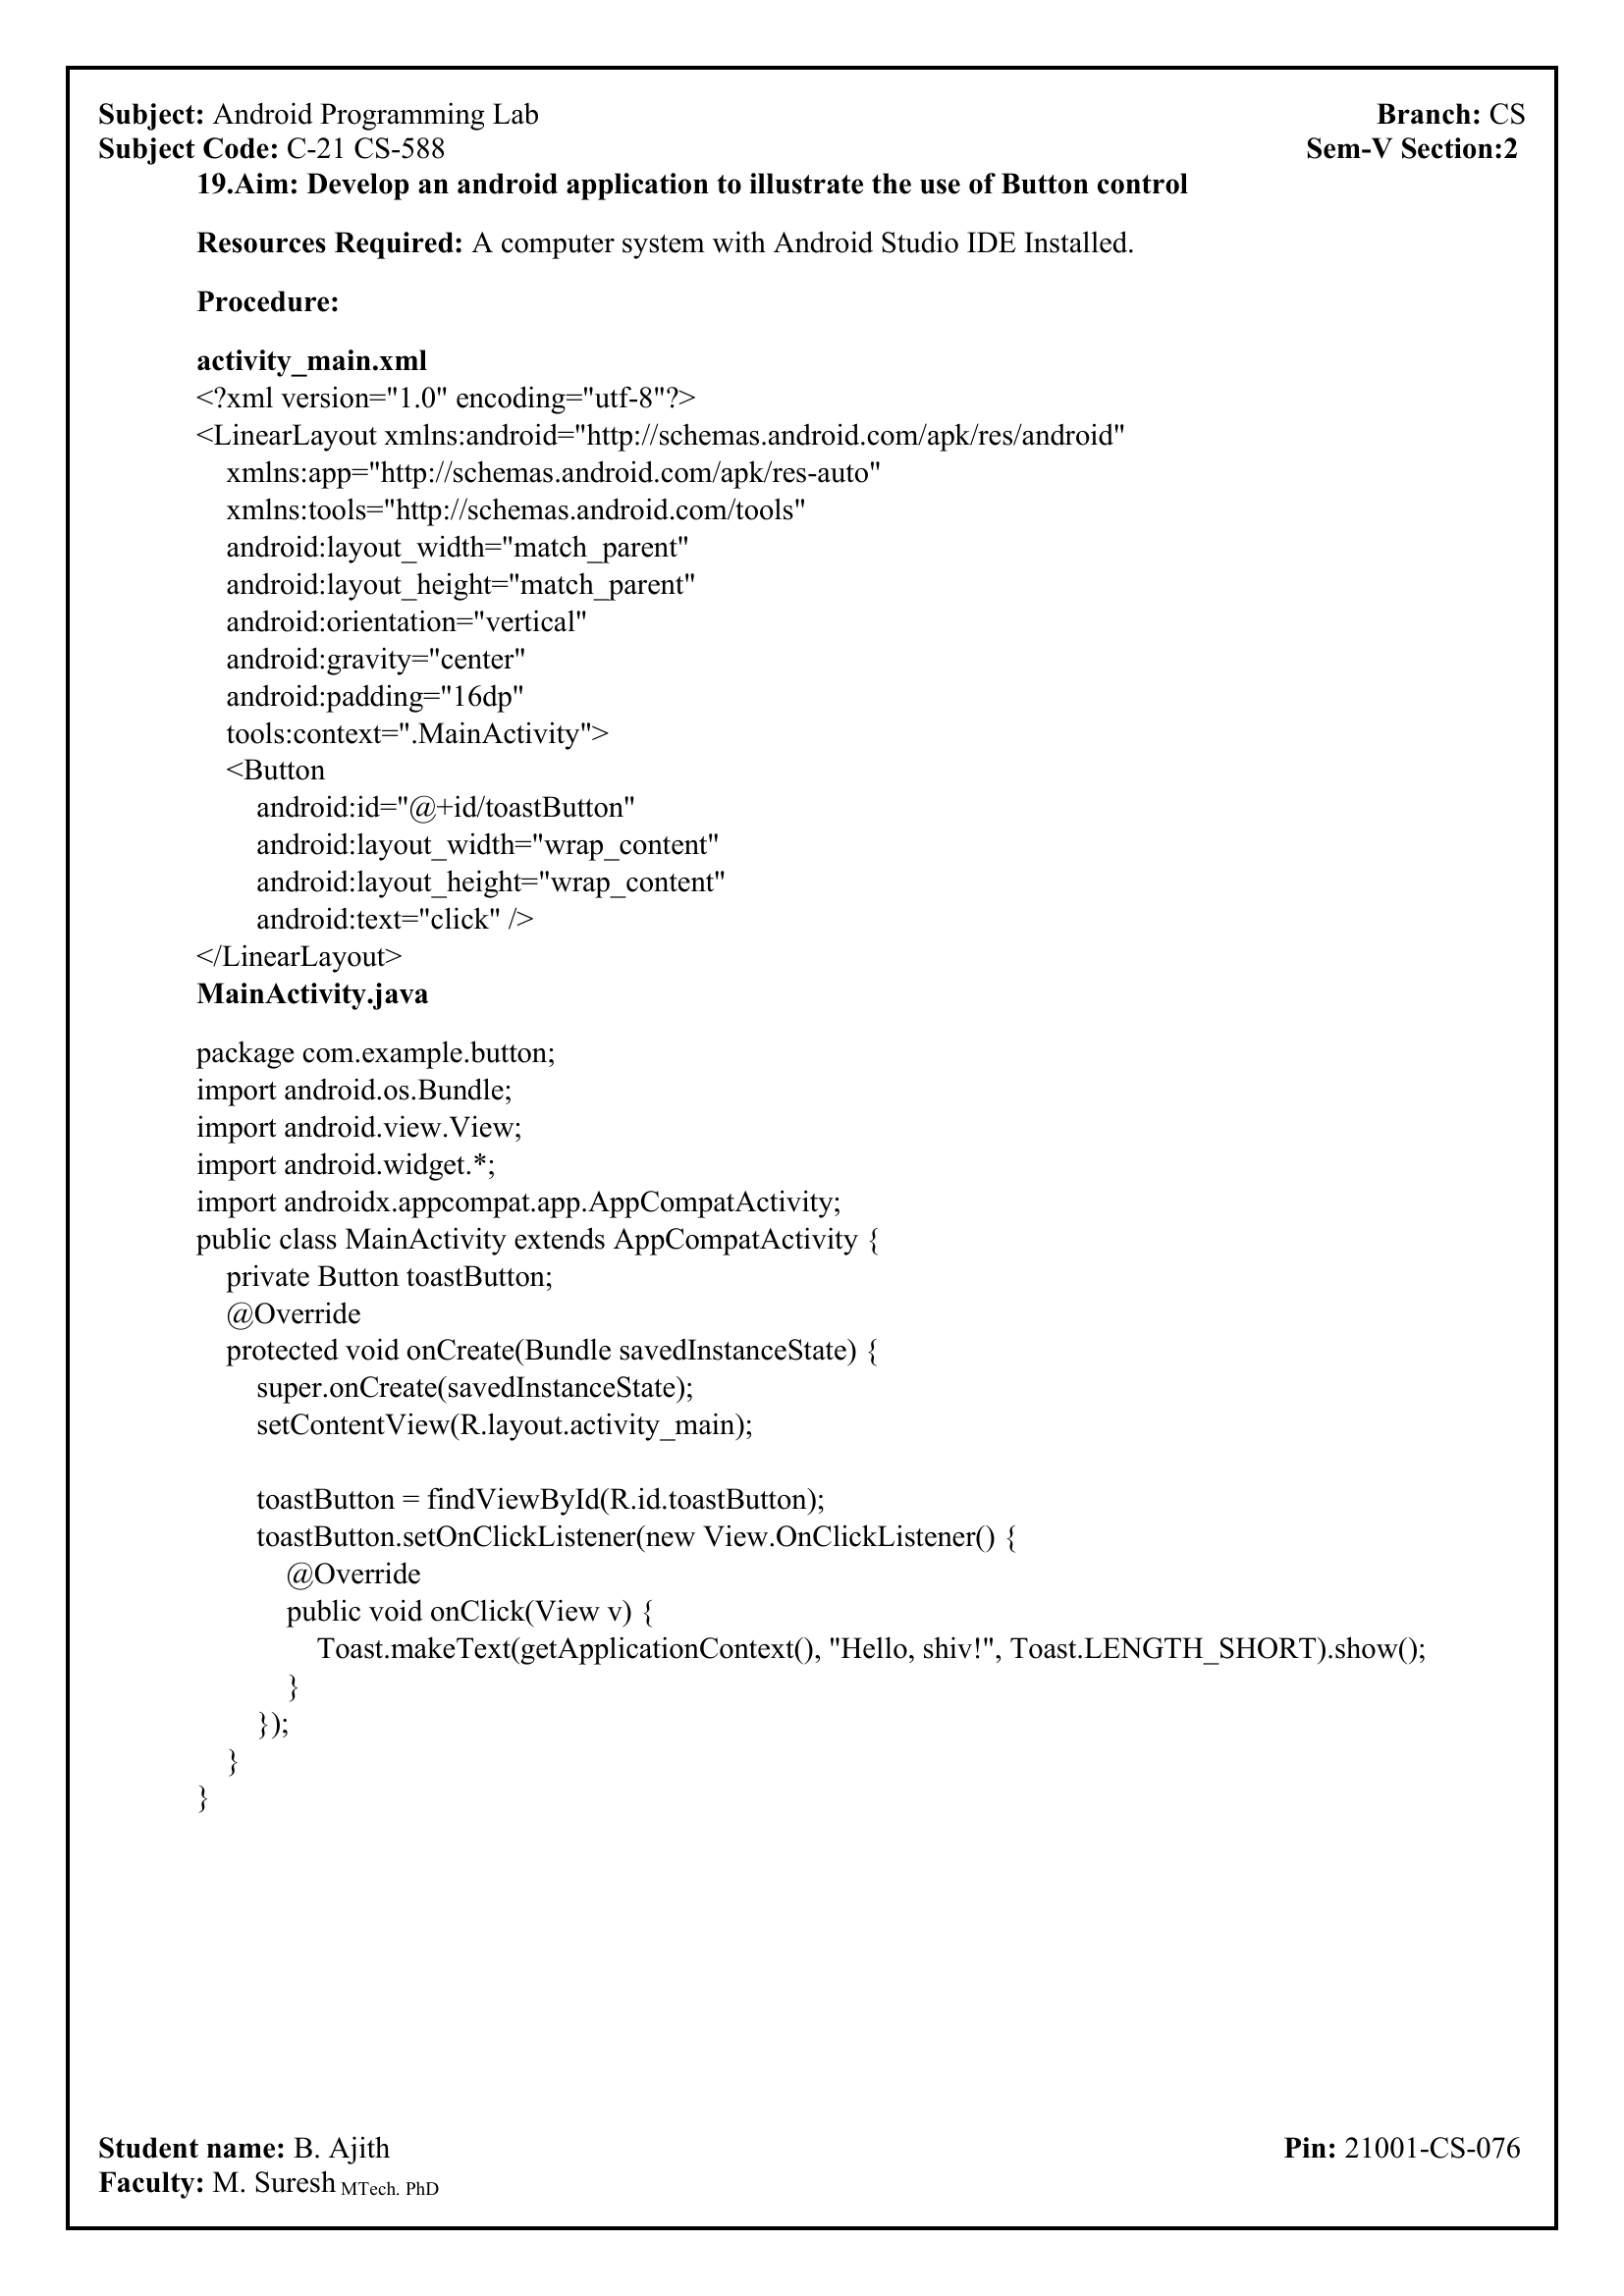 Subject: Android Programming Lab Branch: CS
Subject Code: C-21 CS-588 Sem-V Section:2
19.Aim: Develop an android application to illustrate the use of Button control
Resources Required: A computer system with Android Studio IDE Installed.
Procedure:
activity_main.xml
<?xml version="1.0" encoding="utf-8"?>
<LinearLayout xmlns:android="http://schemas.android.com/apk/res/android"
    xmlns:app="http://schemas.android.com/apk/res-auto"
    xmlns:tools="http://schemas.android.com/tools"
    android:layout_width="match_parent"
    android:layout_height="match_parent"
    android:orientation="vertical"
    android:gravity="center"
    android:padding="16dp"
    tools:context=".MainActivity">
    <Button
        android:id="@+id/toastButton"
        android:layout_width="wrap_content"
        android:layout_height="wrap_content"
        android:text="click" />
</LinearLayout>
MainActivity.java
package com.example.button;
import android.os.Bundle;
import android.view.View;
import android.widget.*;
import androidx.appcompat.app.AppCompatActivity;
public class MainActivity extends AppCompatActivity {
    private Button toastButton;
    @Override
    protected void onCreate(Bundle savedInstanceState) {
        super.onCreate(savedInstanceState);
        setContentView(R.layout.activity_main);
        toastButton = findViewById(R.id.toastButton);
        toastButton.setOnClickListener(new View.OnClickListener() {
            @Override
            public void onClick(View v) {
                Toast.makeText(getApplicationContext(), "Hello, shiv!", Toast.LENGTH_SHORT).show();
            }
        });
    }
}
Student name: B. Ajith Pin: 21001-CS-076
Faculty: M. Suresh MTech. PhD